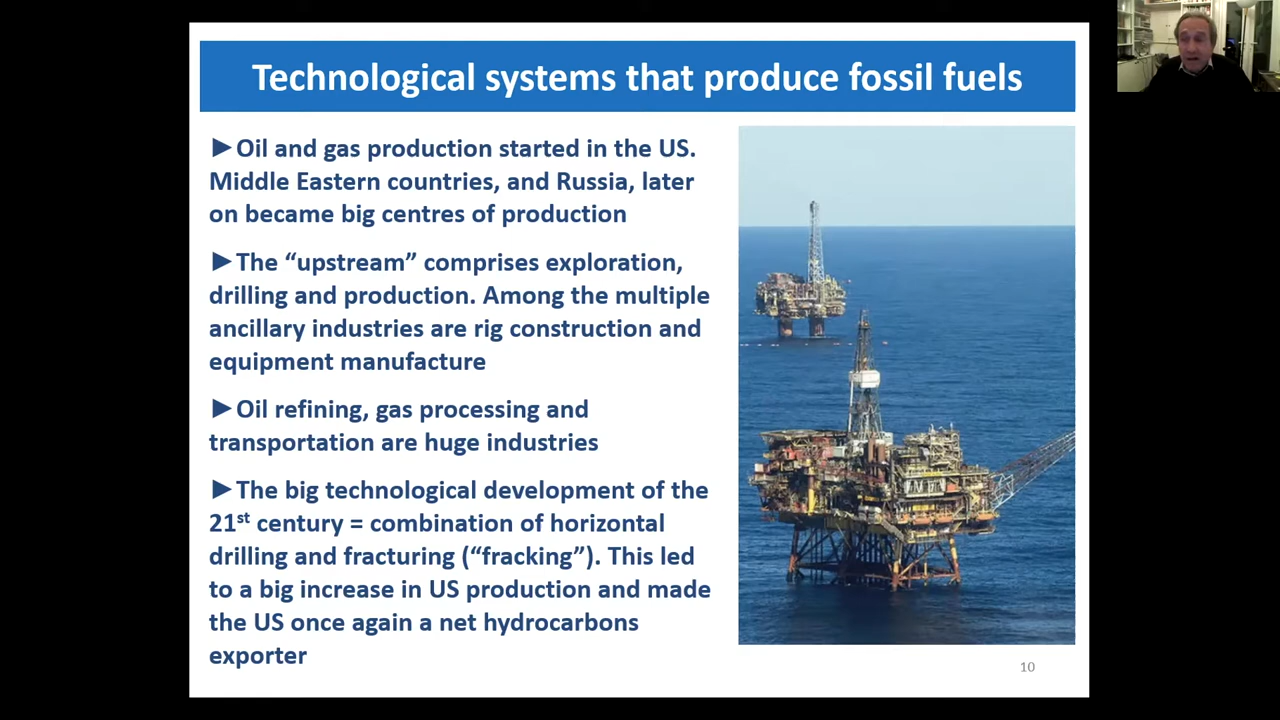 Technological systems that produce fossil fuels
►Oil and gas production started in the US.
Middle Eastern countries, and Russia, later
on became big centres of production
►The “upstream” comprises exploration,
drilling and production. Among the multiple
ancillary industries are rig construction and
equipment manufacture
►Oil refining, gas processing and
transportation are huge industries
►The big technological development of the
21st century = combination of horizontal
drilling and fracturing (“fracking”). This led
to a big increase in US production and made
the US once again a net hydrocarbons
exporter
10